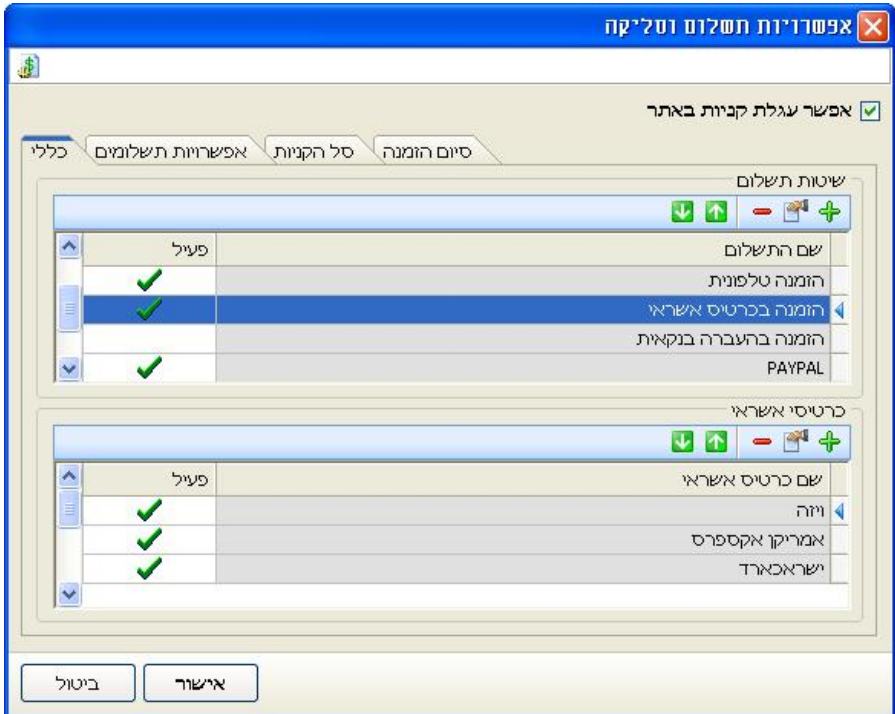 אפשרויות תשלום וסליקה
אפשר עגלת קניות באתר
כללי
אפשרויות תשלומים
סל הקניות
סיום הזמנה
שיטות תשלום
שם התשלום פעיל
הזמנה טלפונית
הזמנה בכרטיס אשראי
הזמנה בהעברה בנקאית
PAYPAL
כרטיסי אשראי
שם כרטיס אשראי פעיל
ויזה
אמריקן אקספרס
ישראכארד
אישור
ביטול